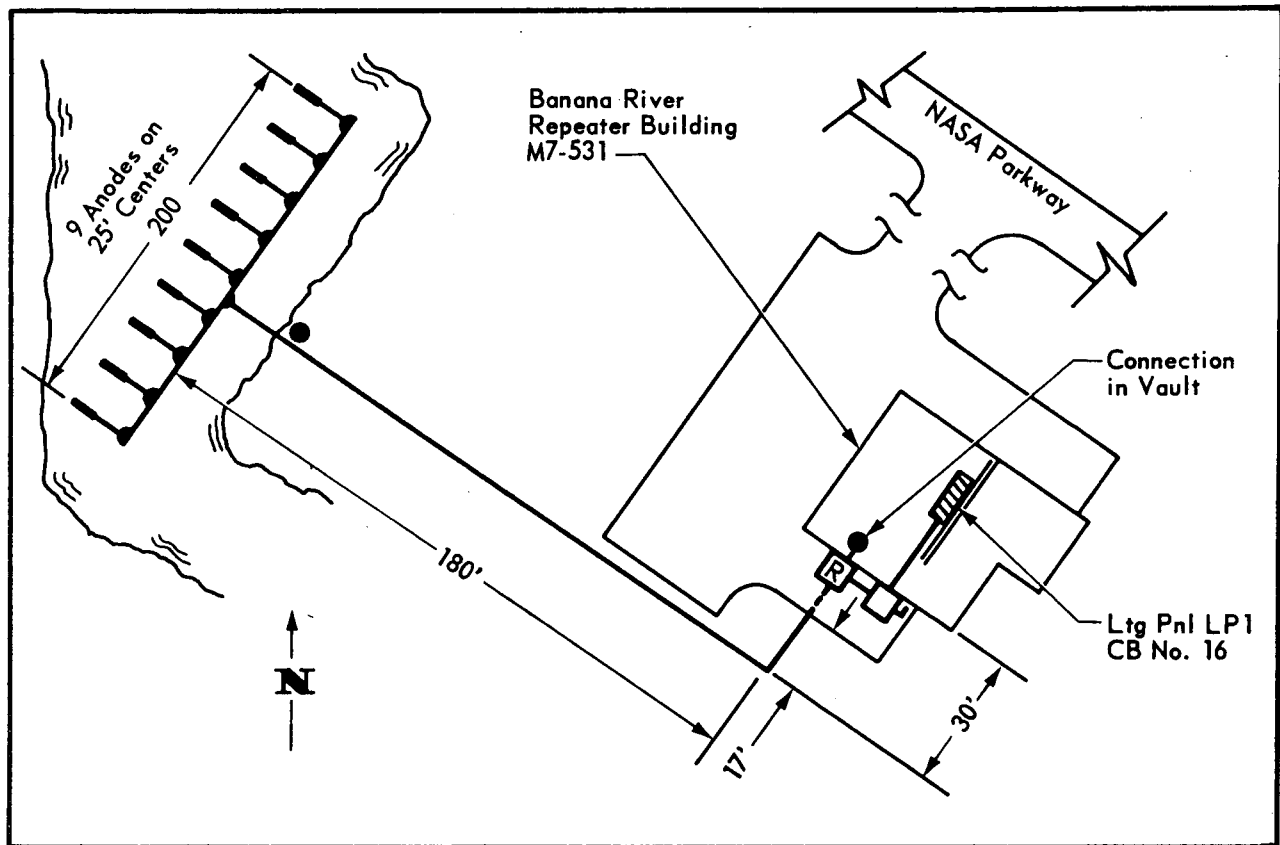 9 Anodes on
25' Centers
200
Banana River
Repeater Building
M7-531
NASA Parkway
Connection
in Vault
R
180'
Ltg Pnl LP1
CB No. 16
N
17'
30'